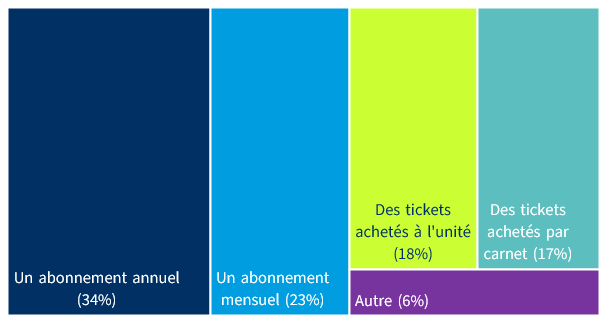 Un abonnement annuel
(34%)
Un abonnement
mensuel (23%)
Des tickets
achetés à l'unité
(18%)
Des tickets
achetés par
carnet (17%)
Autre (6%)